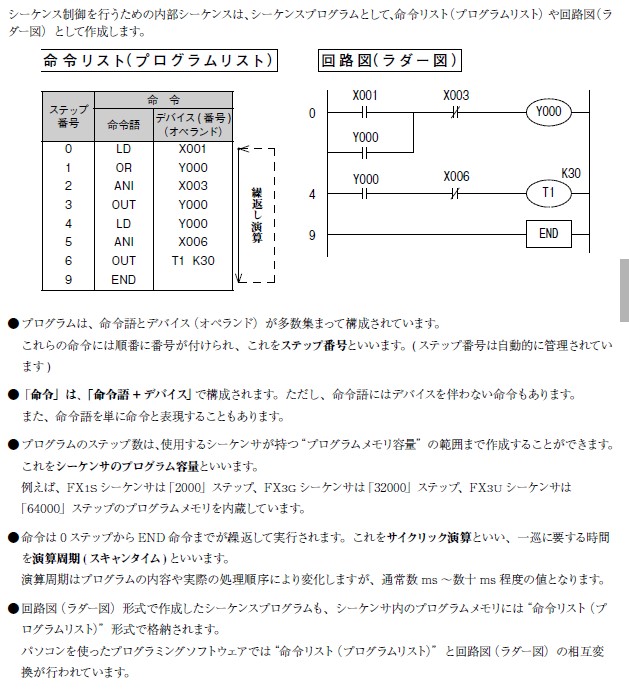 シーケンス制御を行うための内部シーケンスは、シーケンスプログラムとして、命令リスト(プログラムリスト) や回路図(ラ
ダー図) として作成します。
命令リスト(プログラムリスト)
回路図(ラダー図)
ステップ
番号
命 令
命令語
デバイス(番号)
(オペランド)
0 LD X001
1 OR Y000
2 ANI X003
3 OUT Y000
4 LD Y000
5 ANI X006
6 OUT T1 K30
9 END
繰返し演算
X001 X003
0 Y000
Y000
Y000 X006 K30
4 T1
9 END
●プログラムは、命令語とデバイス(オペランド) が多数集まって構成されています。
これらの命令には順番に番号が付けられ、これをステップ番号といいます。(ステップ番号は自動的に管理されてい
ます)
●「命令」は、「命令語+デバイス」で構成されます。ただし、命令語にはデバイスを伴わない命令もあります。
また、命令語を単に命令と表現することもあります。
●プログラムのステップ数は、使用するシーケンサが持つ“プログラムメモリ容量” の範囲まで作成することができます。
これをシーケンサのプログラム容量といいます。
例えば、FX1Sシーケンサは「2000」ステップ、FX3Gシーケンサは「32000」ステップ、FX3Uシーケンサは
「64000」ステップのプログラムメモリを内蔵しています。
●命令は0ステップからEND命令までが繰返して実行されます。これをサイクリック演算といい、一巡に要する時間
を演算周期(スキャンタイム)といいます。
演算周期はプログラムの内容や実際の処理順序により変化しますが、通常数ms～数十ms程度の値となります。
●回路図(ラダー図) 形式で作成したシーケンスプログラムも、シーケンサ内のプログラムメモリには“命令リスト(プ
ログラムリスト)” 形式で格納されます。
パソコンを使ったプログラミングソフトウェアでは“命令リスト(プログラムリスト)” と回路図(ラダー図) の相互変
換が行われています。